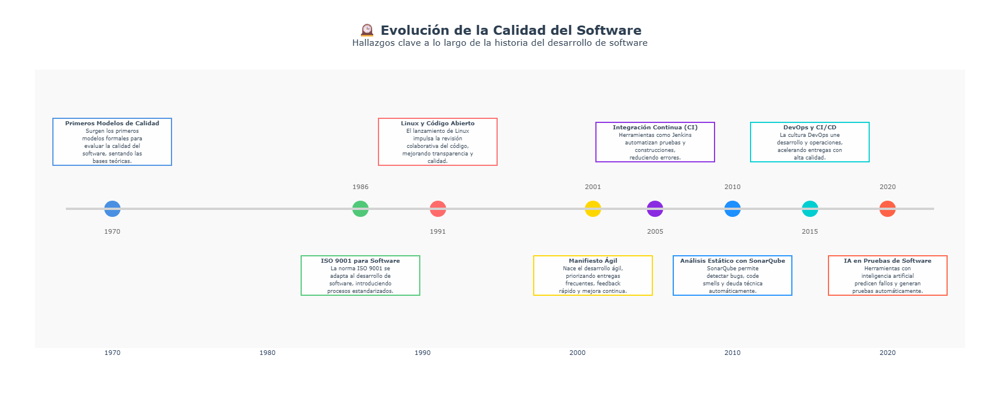 🕰️ Evolución de la Calidad del Software
Hallazgos clave a lo largo de la historia del desarrollo de software
Primeros Modelos de Calidad
Surgen los primeros
modelos formales para
evaluar la calidad del
software, sentando las
bases teóricas.
Linux y Código Abierto
El lanzamiento de Linux
impulsa la revisión
colaborativa del código,
mejorando transparencia y
calidad.
Integración Continua (CI)
Herramientas como Jenkins
automatizan pruebas y
construcciones,
reduciendo errores.
DevOps y CI/CD
La cultura DevOps une
desarrollo y operaciones,
acelerando entregas con
alta calidad.
1986
2001
2010
2020
1970
1991
2005
2015
ISO 9001 para Software
La norma ISO 9001 se
adapta al desarrollo de
software, introduciendo
procesos estandarizados.
Manifiesto Ágil
Nace el desarrollo ágil,
priorizando entregas
frecuentes, feedback
rápido y mejora continua.
Análisis Estático con SonarQube
SonarQube permite
detectar bugs, code
smells y deuda técnica
automáticamente.
IA en Pruebas de Software
Herramientas con
inteligencia artificial
predicen fallos y generan
pruebas automáticamente.
1970
1980
1990
2000
2010
2020